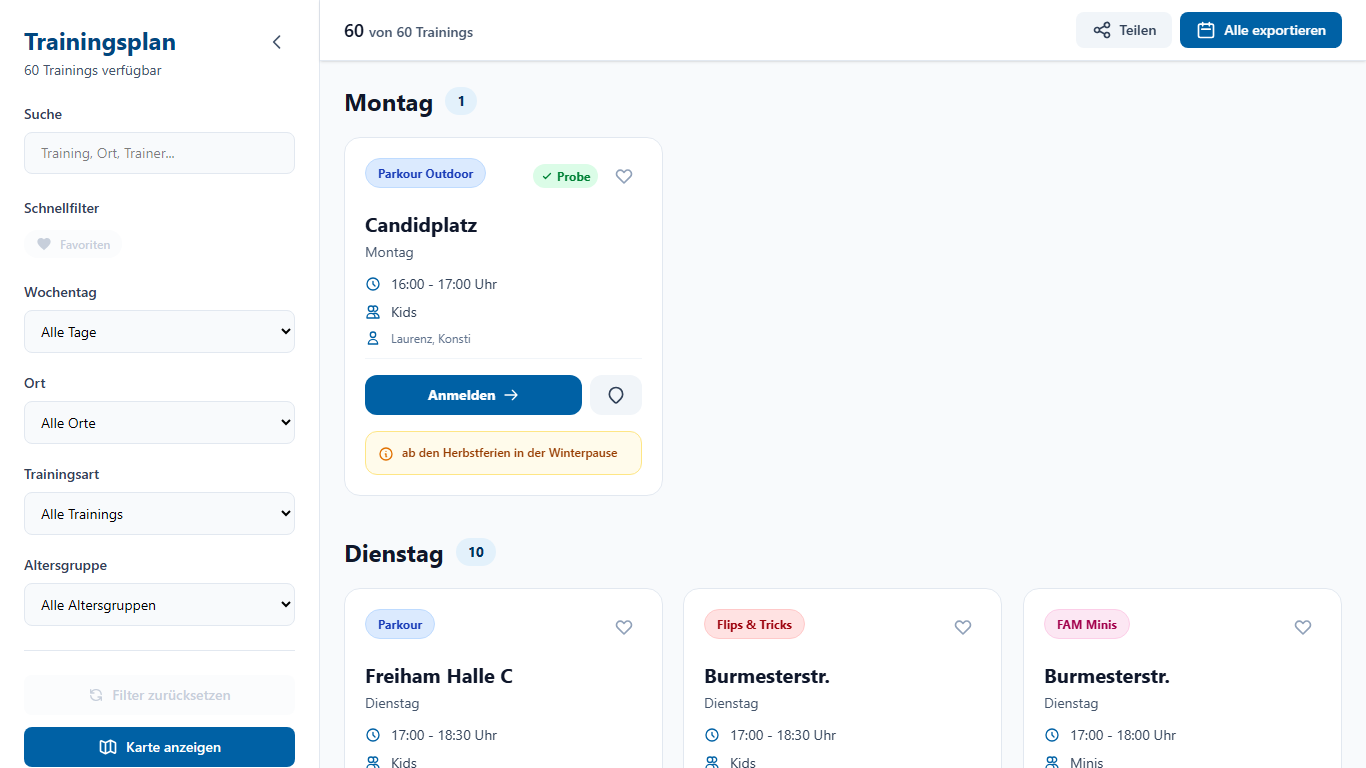 Trainingsplan
60 Trainings verfügbar
Suche
Training, Ort, Trainer...
Schnellfilter
Favoriten
Wochentag
Alle Tage
Ort
Alle Orte
Trainingsart
Alle Trainings
Altersgruppe
Alle Altersgruppen
Filter zurücksetzen
Karte anzeigen
60 von 60 Trainings
Teilen
Alle exportieren
Montag 1
Parkour Outdoor
Probe
Candidplatz
Montag
16:00 - 17:00 Uhr
Kids
Laurenz, Konsti
Anmelden
ab den Herbstferien in der Winterpause
Dienstag 10
Parkour
Freiham Halle C
Dienstag
17:00 - 18:30 Uhr
Kids
Flips & Tricks
Burmesterstr.
Dienstag
17:00 - 18:30 Uhr
Kids
FAM Minis
Burmesterstr.
Dienstag
17:00 - 18:00 Uhr
Minis